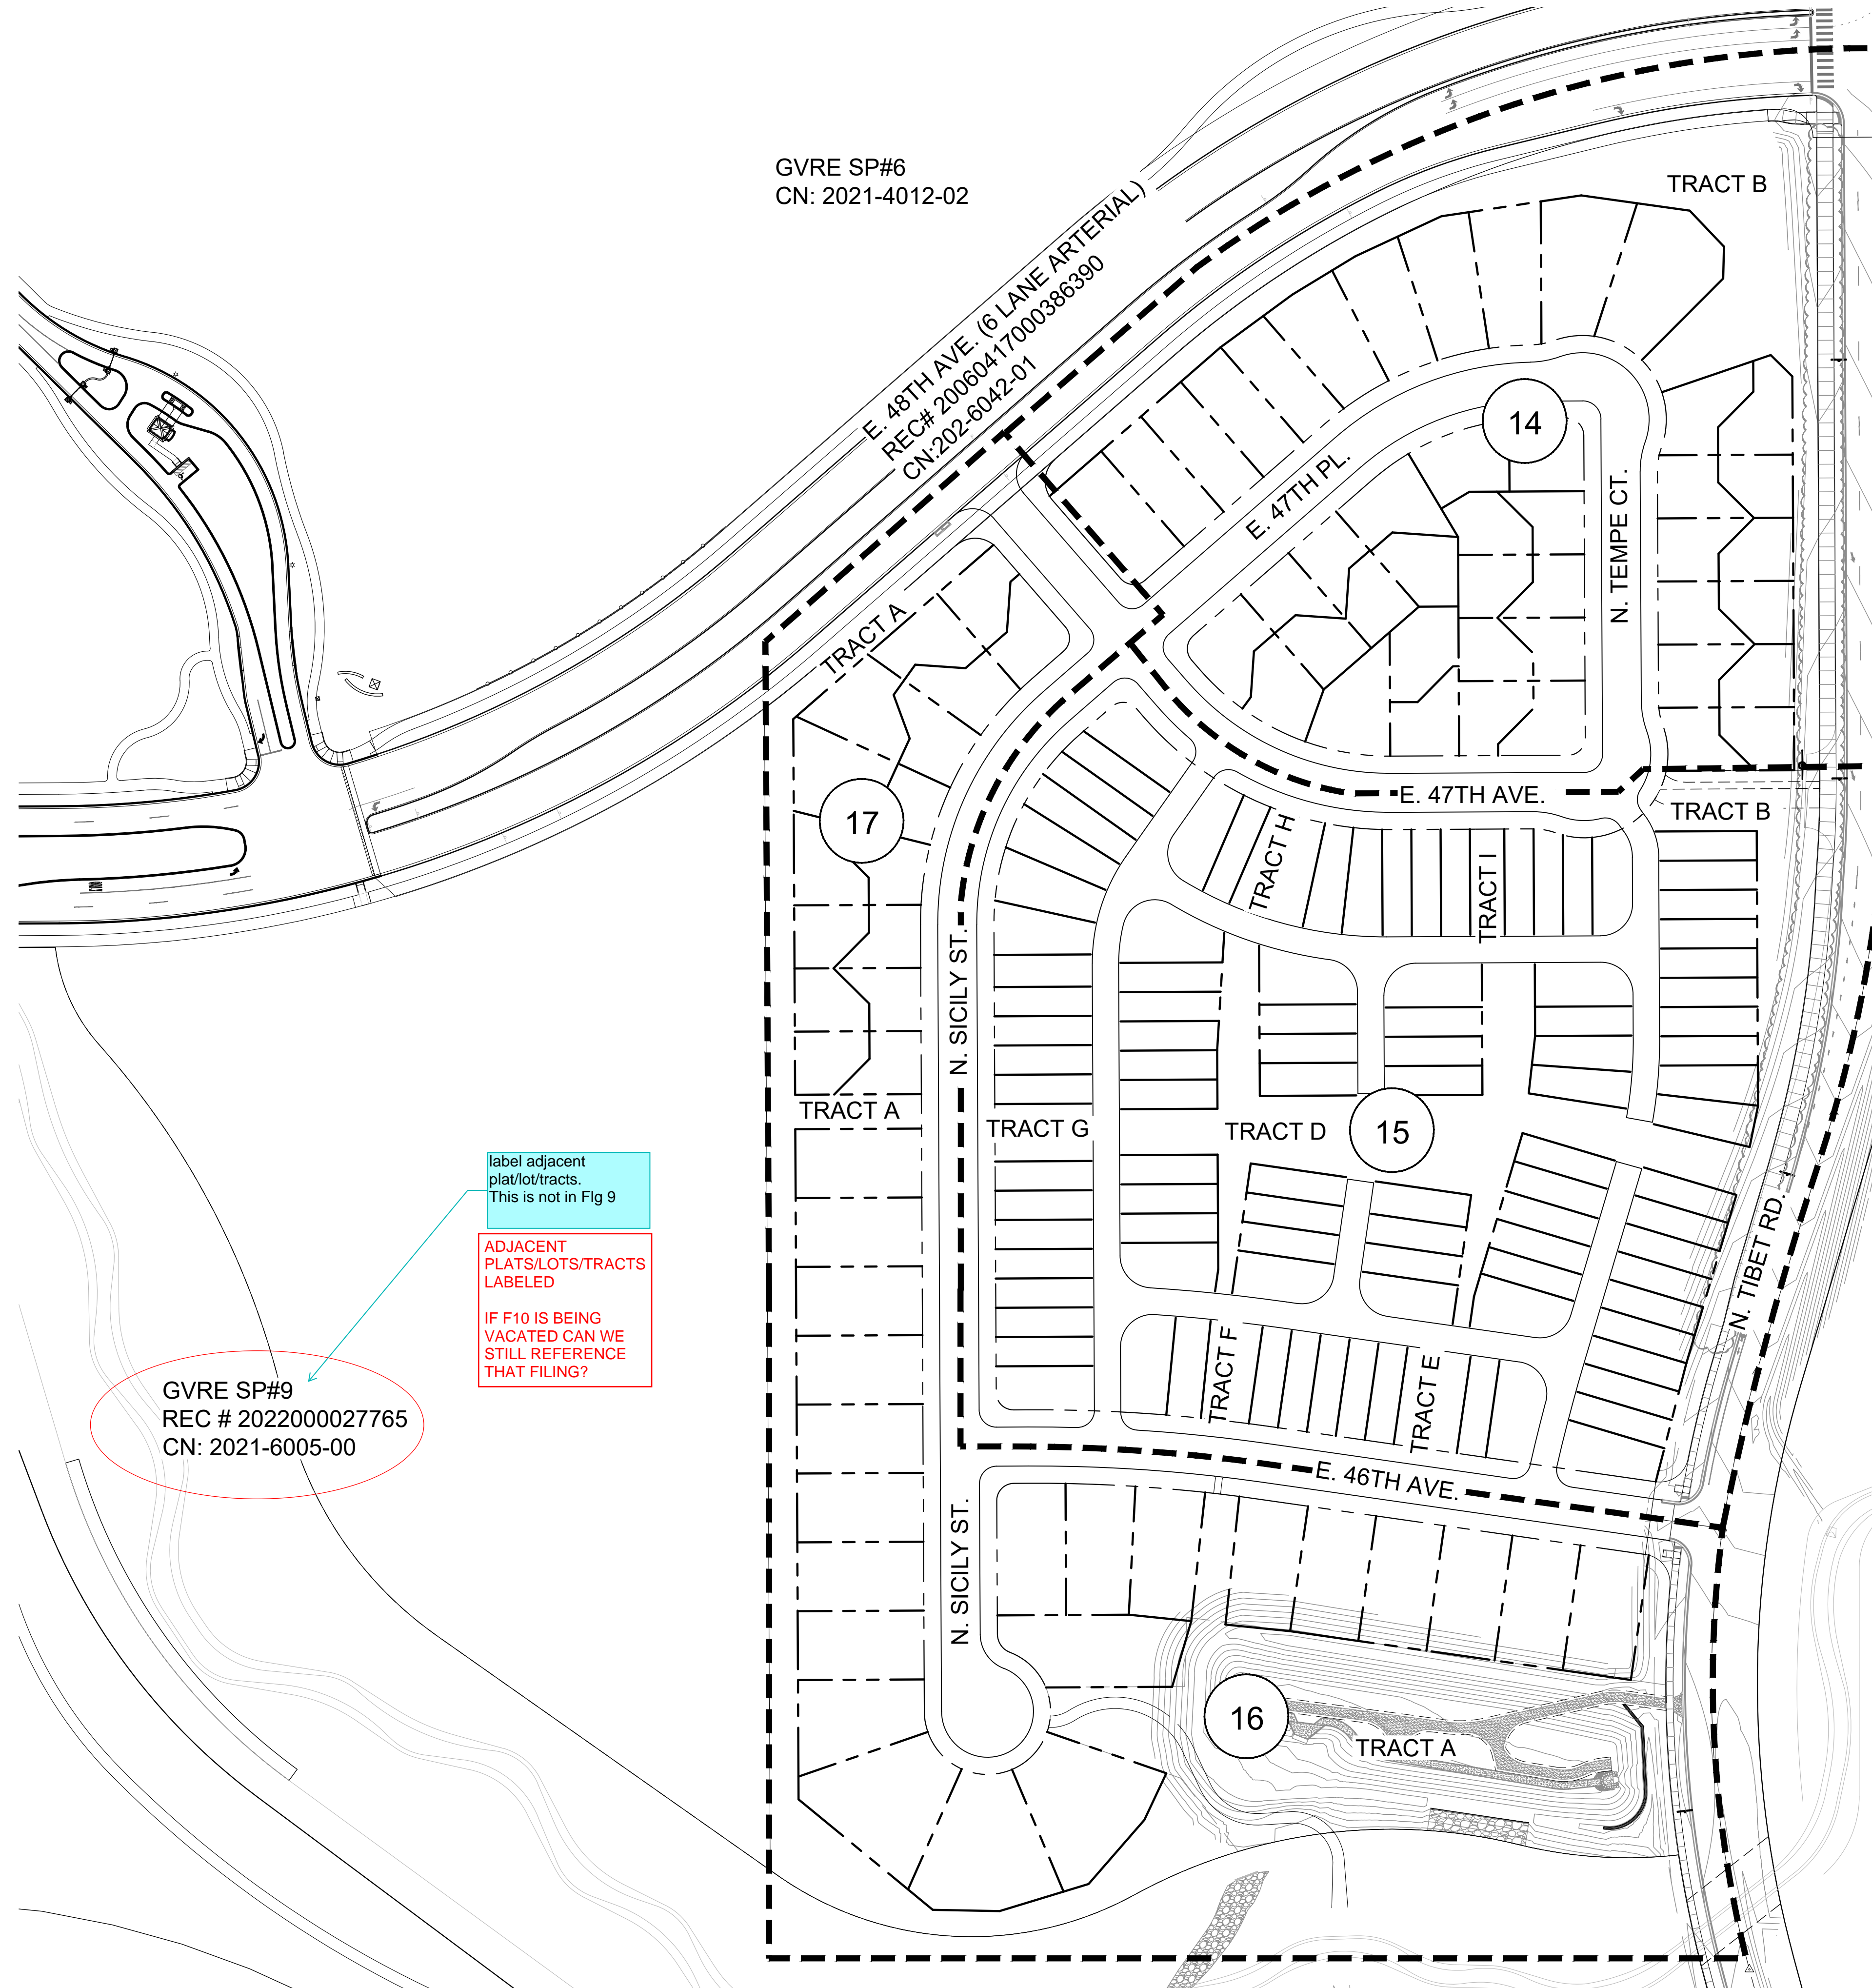 GVRE SP#6
CN: 2021-4012-02
TRACT B
E. 48TH AVE. (6 LANE ARTERIAL)
REC# 20060417000386390
CN:202-6042-01
14
E. 47TH PL.
N. TEMPE CT.
TRACT A
17
E. 47TH AVE.
TRACT B
TRACT H
TRACT I
N. SICILY ST.
TRACT A
TRACT G
TRACT D
15
label adjacent
plat/lot/tracts.
This is not in Flg 9
ADJACENT
PLATS/LOTS/TRACTS
LABELED
IF F10 IS BEING
VACATED CAN WE
STILL REFERENCE
THAT FILING?
N. TIBET RD.
TRACT F
TRACT E
GVRE SP#9
REC # 2022000027765
CN: 2021-6005-00
E. 46TH AVE.
N. SICILY ST.
16
TRACT A